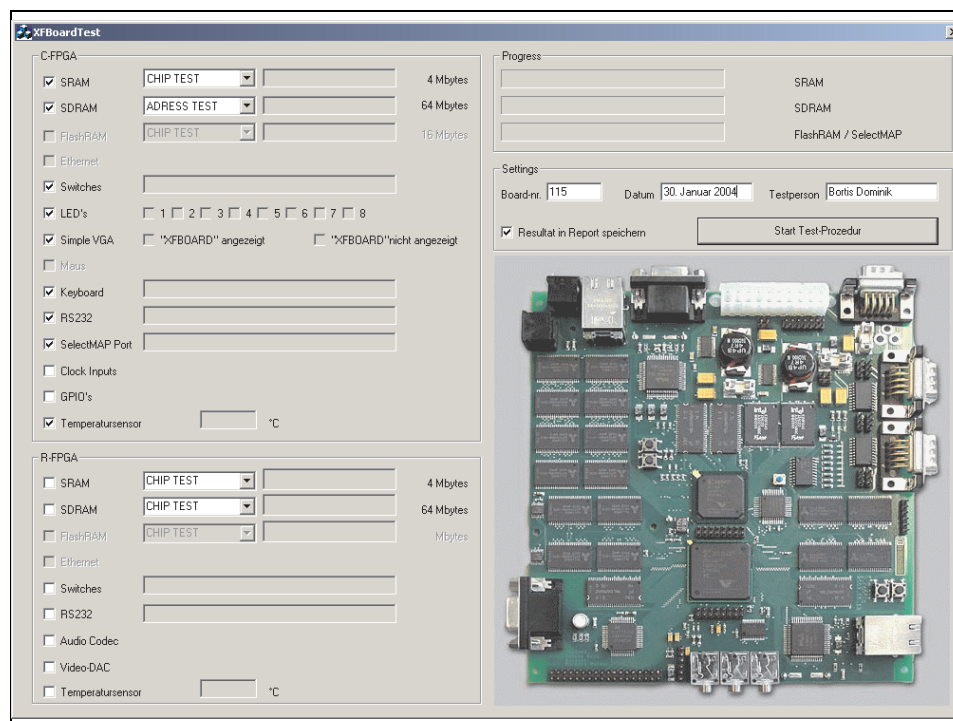 XFBoardTest
C-FPGA
SRAM CHIP TEST 4 Mbytes
SDRAM ADRESS TEST 64 Mbytes
FlashRAM CHIP TEST 16 Mbytes
Ethernet
Switches
LED's 1 2 3 4 5 6 7 8
Simple VGA "XFBOARD" angezeigt "XFBOARD"nicht angezeigt
Maus
Keyboard
RS232
SelectMAP Port
Clock Inputs
GPIO's
Temperatursensor °C
R-FPGA
SRAM CHIP TEST 4 Mbytes
SDRAM CHIP TEST 64 Mbytes
FlashRAM CHIP TEST Mbytes
Ethernet
Switches
RS232
Audio Codec
Video-DAC
Temperatursensor °C
Progress
SRAM
SDRAM
FlashRAM / SelectMAP
Settings
Board-nr. 115 Datum 30. Januar 2004 Testperson Bortis Dominik
Resultat in Report speichern Start Test-Prozedur